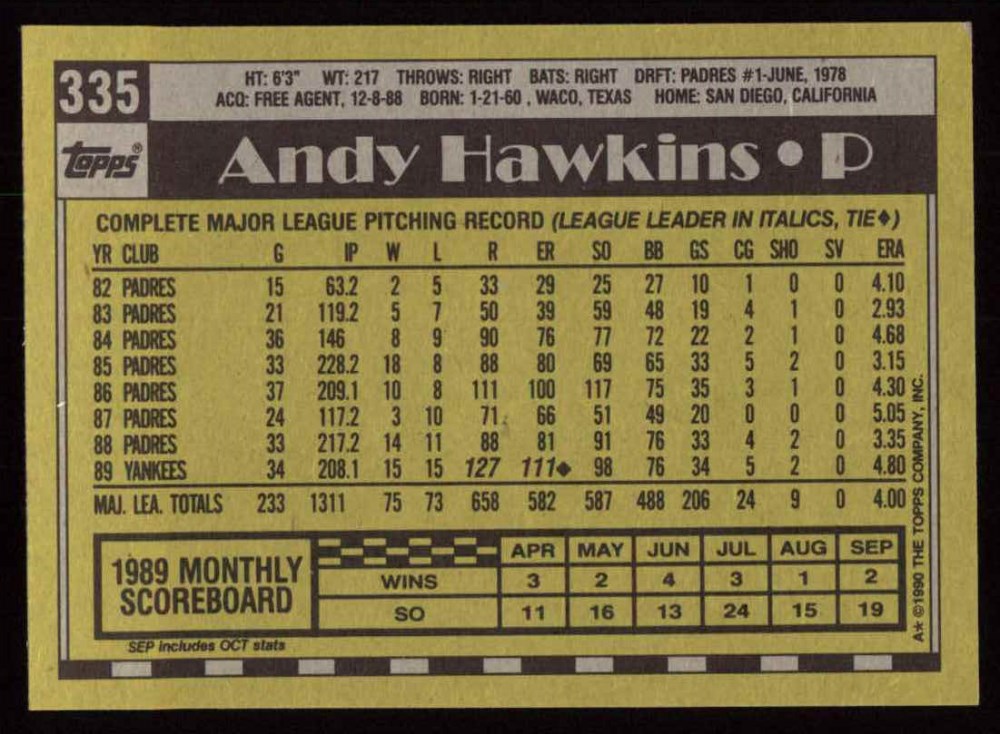 335
HT: 6'3" WT: 217 THROWS: RIGHT BATS: RIGHT DRFT: PADRES #1-JUNE, 1978
ACQ: FREE AGENT, 12-8-88 BORN: 1-21-60 , WACO, TEXAS HOME: SAN DIEGO, CALIFORNIA
Topps®
Andy Hawkins • P
COMPLETE MAJOR LEAGUE PITCHING RECORD (LEAGUE LEADER IN ITALICS, TIE♦)
YR CLUB G IP W L R ER SO BB GS CG SHO SV ERA
82 PADRES 15 63.2 2 5 33 29 25 27 10 1 0 0 4.10
83 PADRES 21 119.2 5 7 50 39 59 48 19 4 1 0 2.93
84 PADRES 36 146 8 9 90 76 77 72 22 2 1 0 4.68
85 PADRES 33 228.2 18 8 88 80 69 65 33 5 2 0 3.15
86 PADRES 37 209.1 10 8 111 100 117 75 35 3 1 0 4.30
87 PADRES 24 117.2 3 10 71 66 51 49 20 0 0 0 5.05
88 PADRES 33 217.2 14 11 88 81 91 76 33 4 2 0 3.35
89 YANKEES 34 208.1 15 15 127 111♦ 98 76 34 5 2 0 4.80
MAJ. LEA. TOTALS 233 1311 75 73 658 582 587 488 206 24 9 0 4.00
1989 MONTHLY
SCOREBOARD
APR MAY JUN JUL AUG SEP
WINS 3 2 4 3 1 2
SO 11 16 13 24 15 19
SEP includes OCT stats
A* ©1990 THE TOPPS COMPANY, INC.